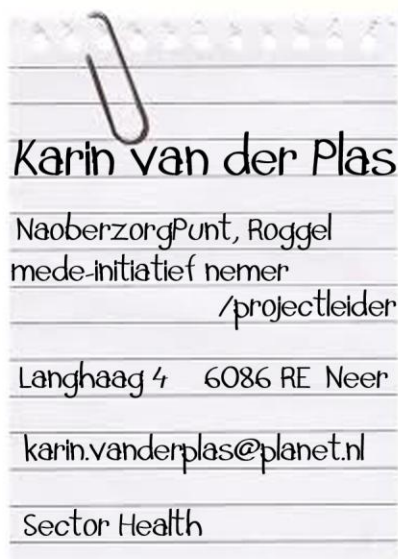 Karin van der Plas
NaoberzorgPunt, Roggel
mede-initiatief nemer
/projectleider
Langhaag 4 6086 RE Neer
karin.vanderplas@planet.nl
Sector Health